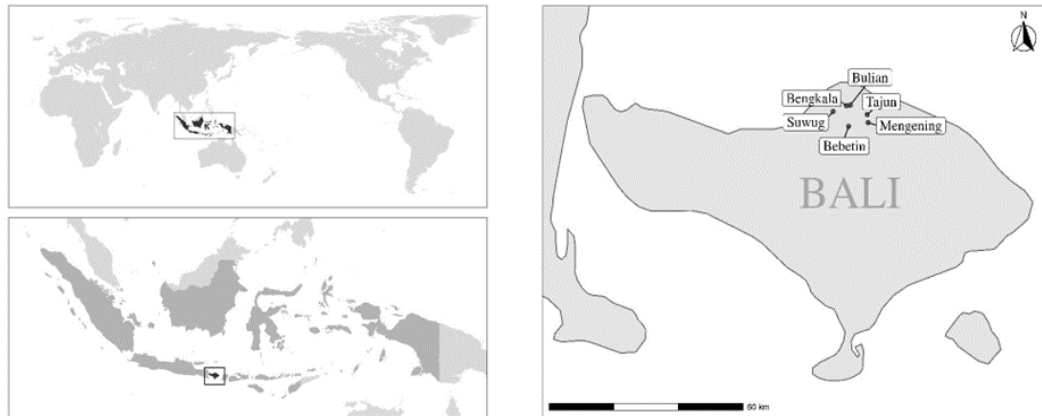 N
Bulian
Bengkala
Tajun
Suwug
Mengening
Bebetin
BALI
60 km